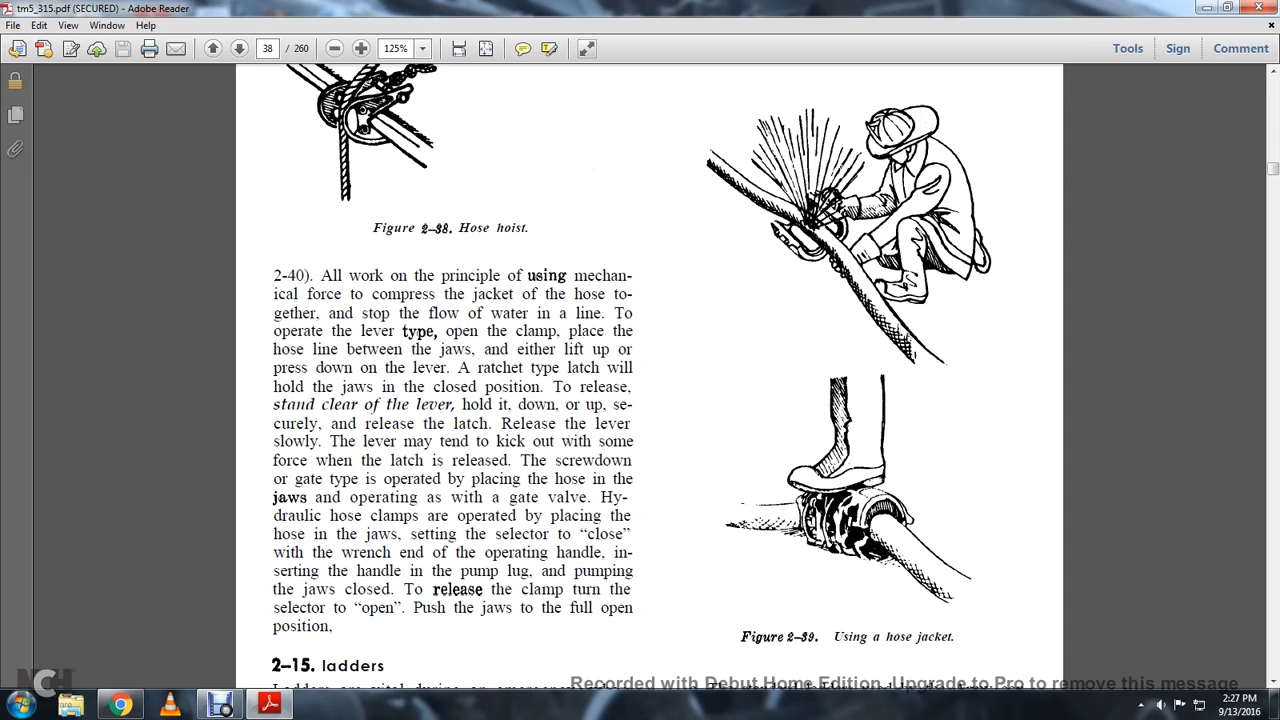 tm5_315.pdf (SECURED) - Adobe Reader
File Edit View Window Help
38 / 260 125% Tools Sign Comment
Figure 2-38. Hose hoist.
2-40). All work on the principle of using mechan-
ical force to compress the jacket of the hose to-
gether, and stop the flow of water in a line. To
operate the lever type, open the clamp, place the
hose line between the jaws, and either lift up or
press down on the lever. A ratchet type latch will
hold the jaws in the closed position. To release,
stand clear of the lever, hold it, down, or up, se-
curely, and release the latch. Release the lever
slowly. The lever may tend to kick out with some
force when the latch is released. The screwdown
or gate type is operated by placing the hose in the
jaws and operating as with a gate valve. Hy-
draulic hose clamps are operated by placing the
hose in the jaws, setting the selector to “close”
with the wrench end of the operating handle, in-
serting the handle in the pump lug, and pumping
the jaws closed. To release the clamp turn the
selector to “open”. Push the jaws to the full open
position,
2-15. ladders
Figure 2-39. Using a hose jacket.
Recorded with Debut Home Edition. Upgrade to Pro to remove this message
NCH
2:27 PM
9/13/2016